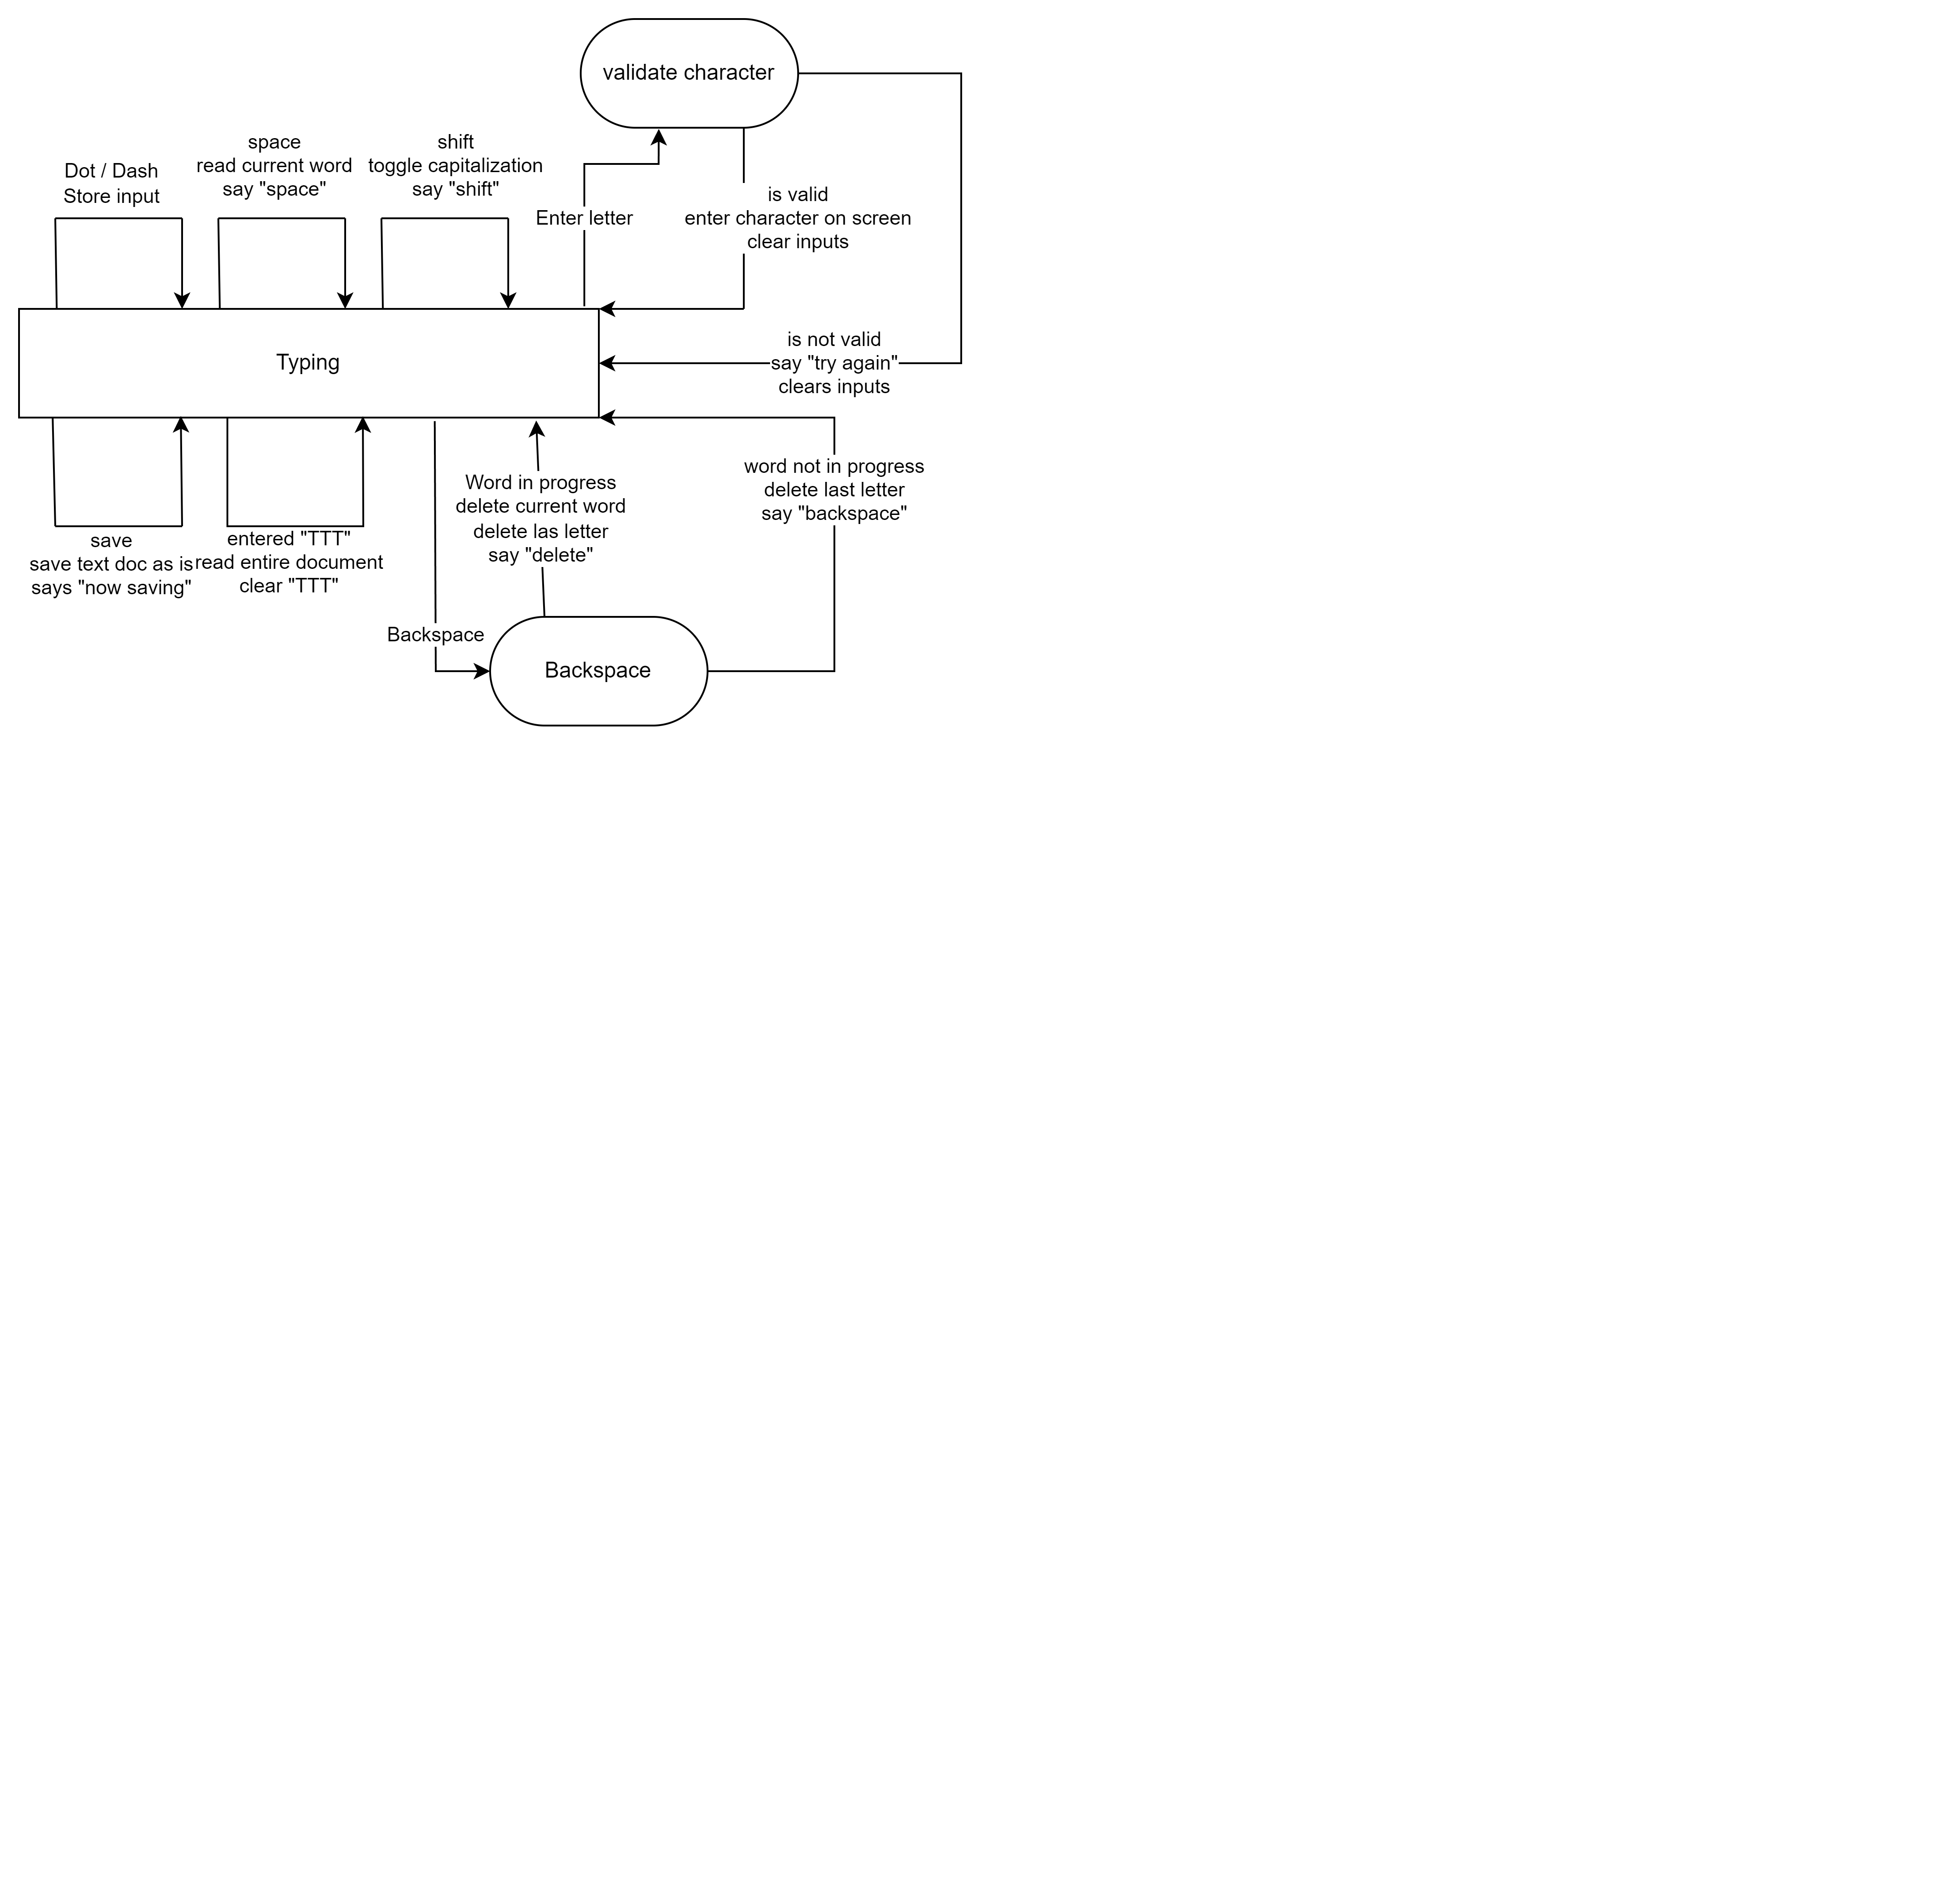 validate character
Dot / Dash
Store input
space
read current word
say "space"
shift
toggle capitalization
say "shift"
Enter letter
is valid
enter character on screen
clear inputs
Typing
is not valid
say "try again"
clears inputs
save
save text doc as is
says "now saving"
entered "TTT"
read entire document
clear "TTT"
Word in progress
delete current word
delete las letter
say "delete"
word not in progress
delete last letter
say "backspace"
Backspace
Backspace